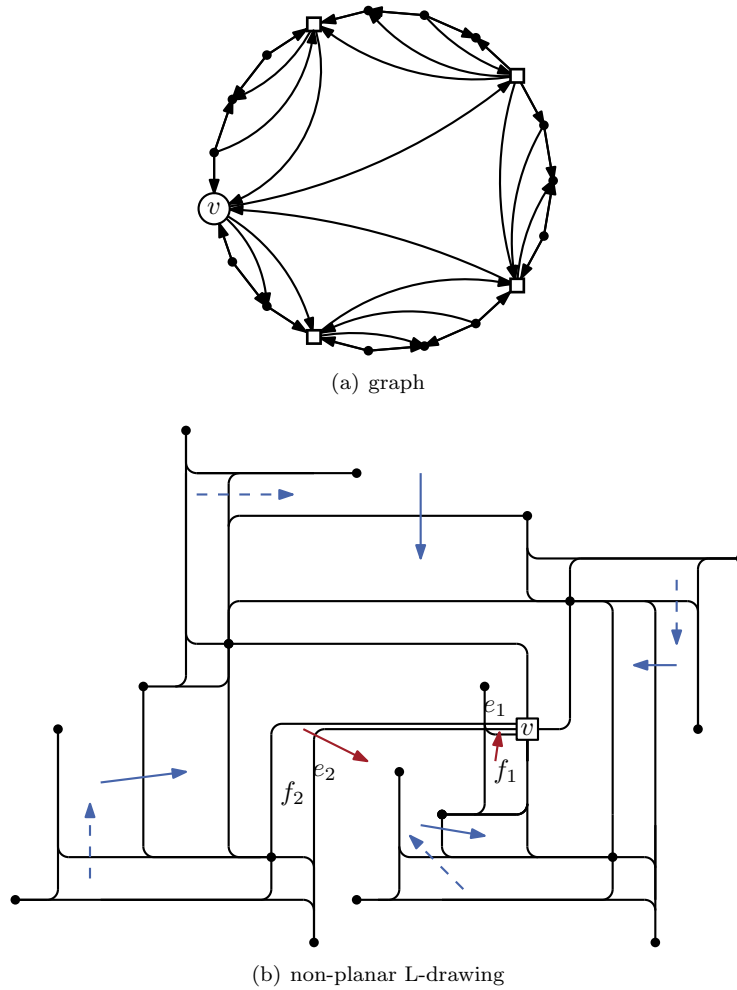 v
(a) graph
e₁
v
f₁
e₂
f₂
(b) non-planar L-drawing